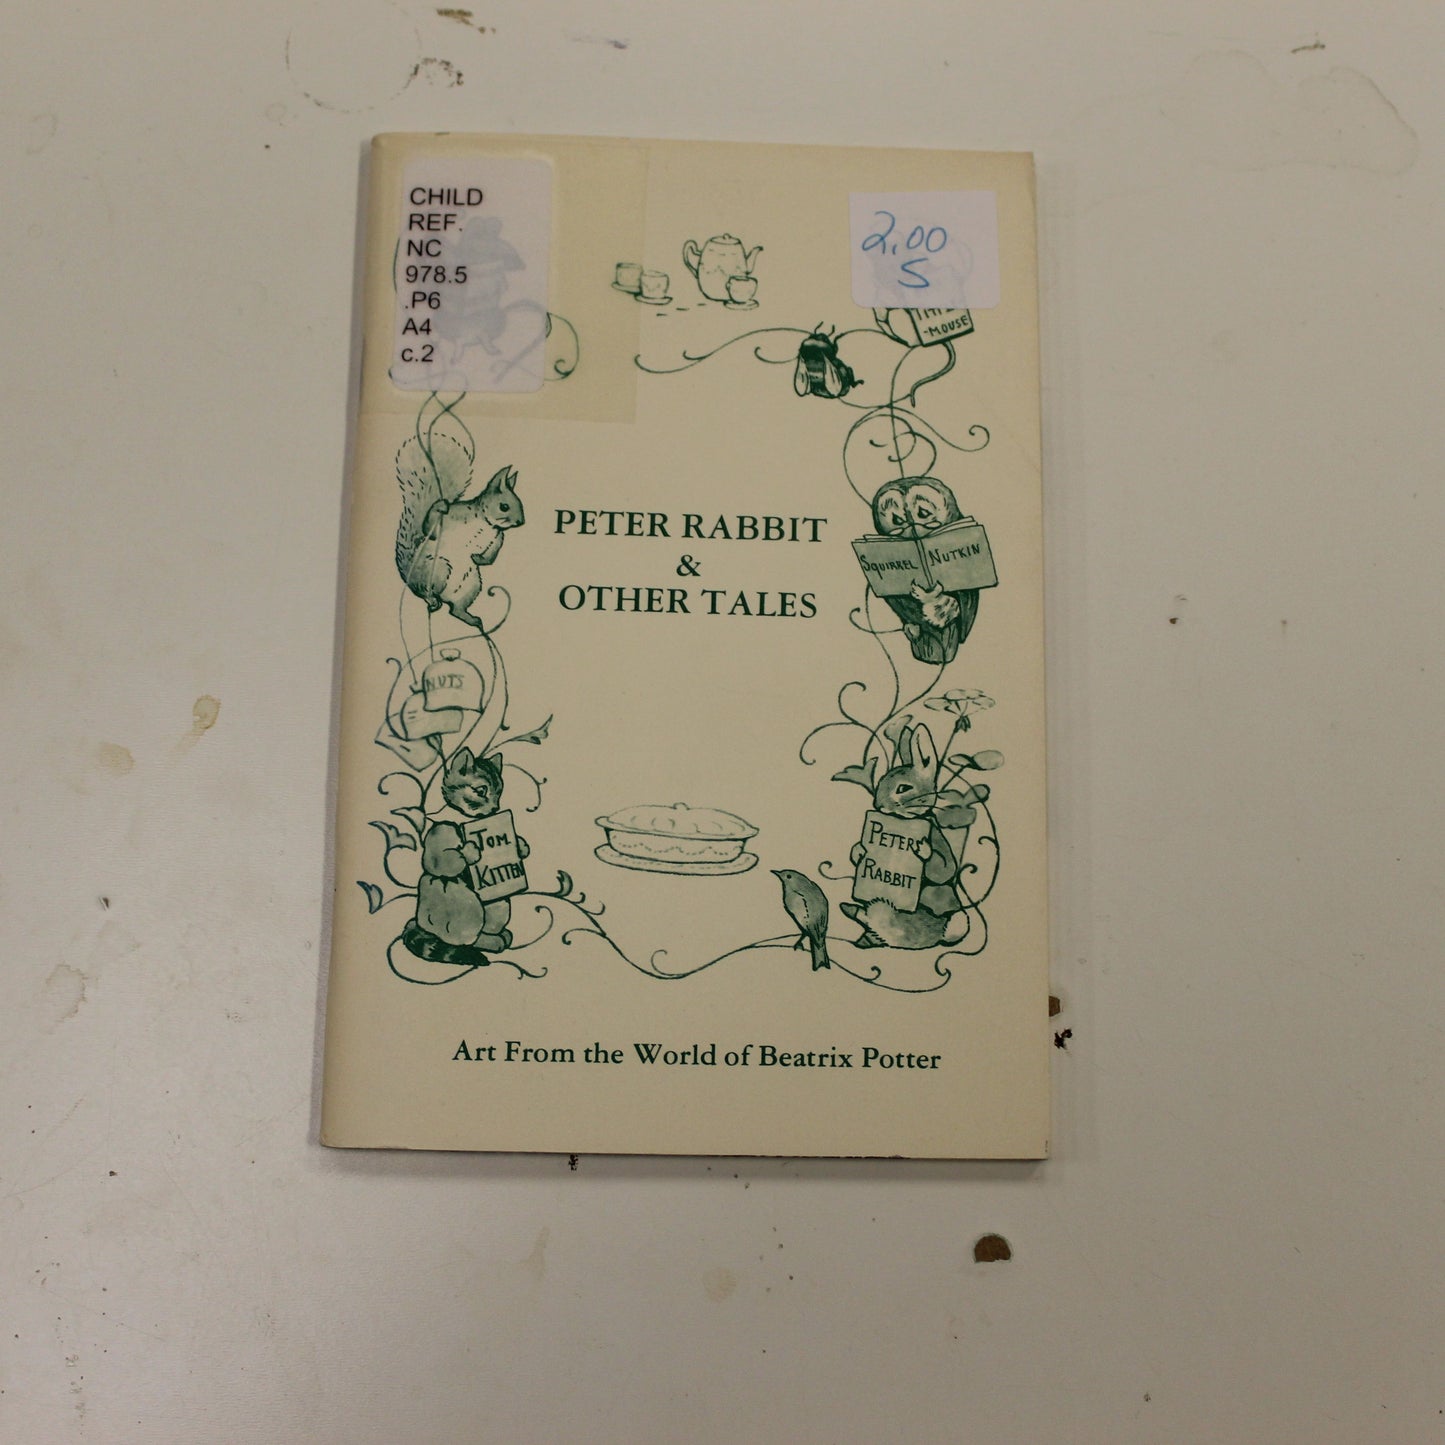 CHILD
REF.
NC
978.5
.P6
A4
c.2
2.00
S
-MOUSE
PETER RABBIT
&
OTHER TALES
SQUIRREL NUTKIN
NUTS
TOM
KITTEN
PETER
RABBIT
Art From the World of Beatrix Potter